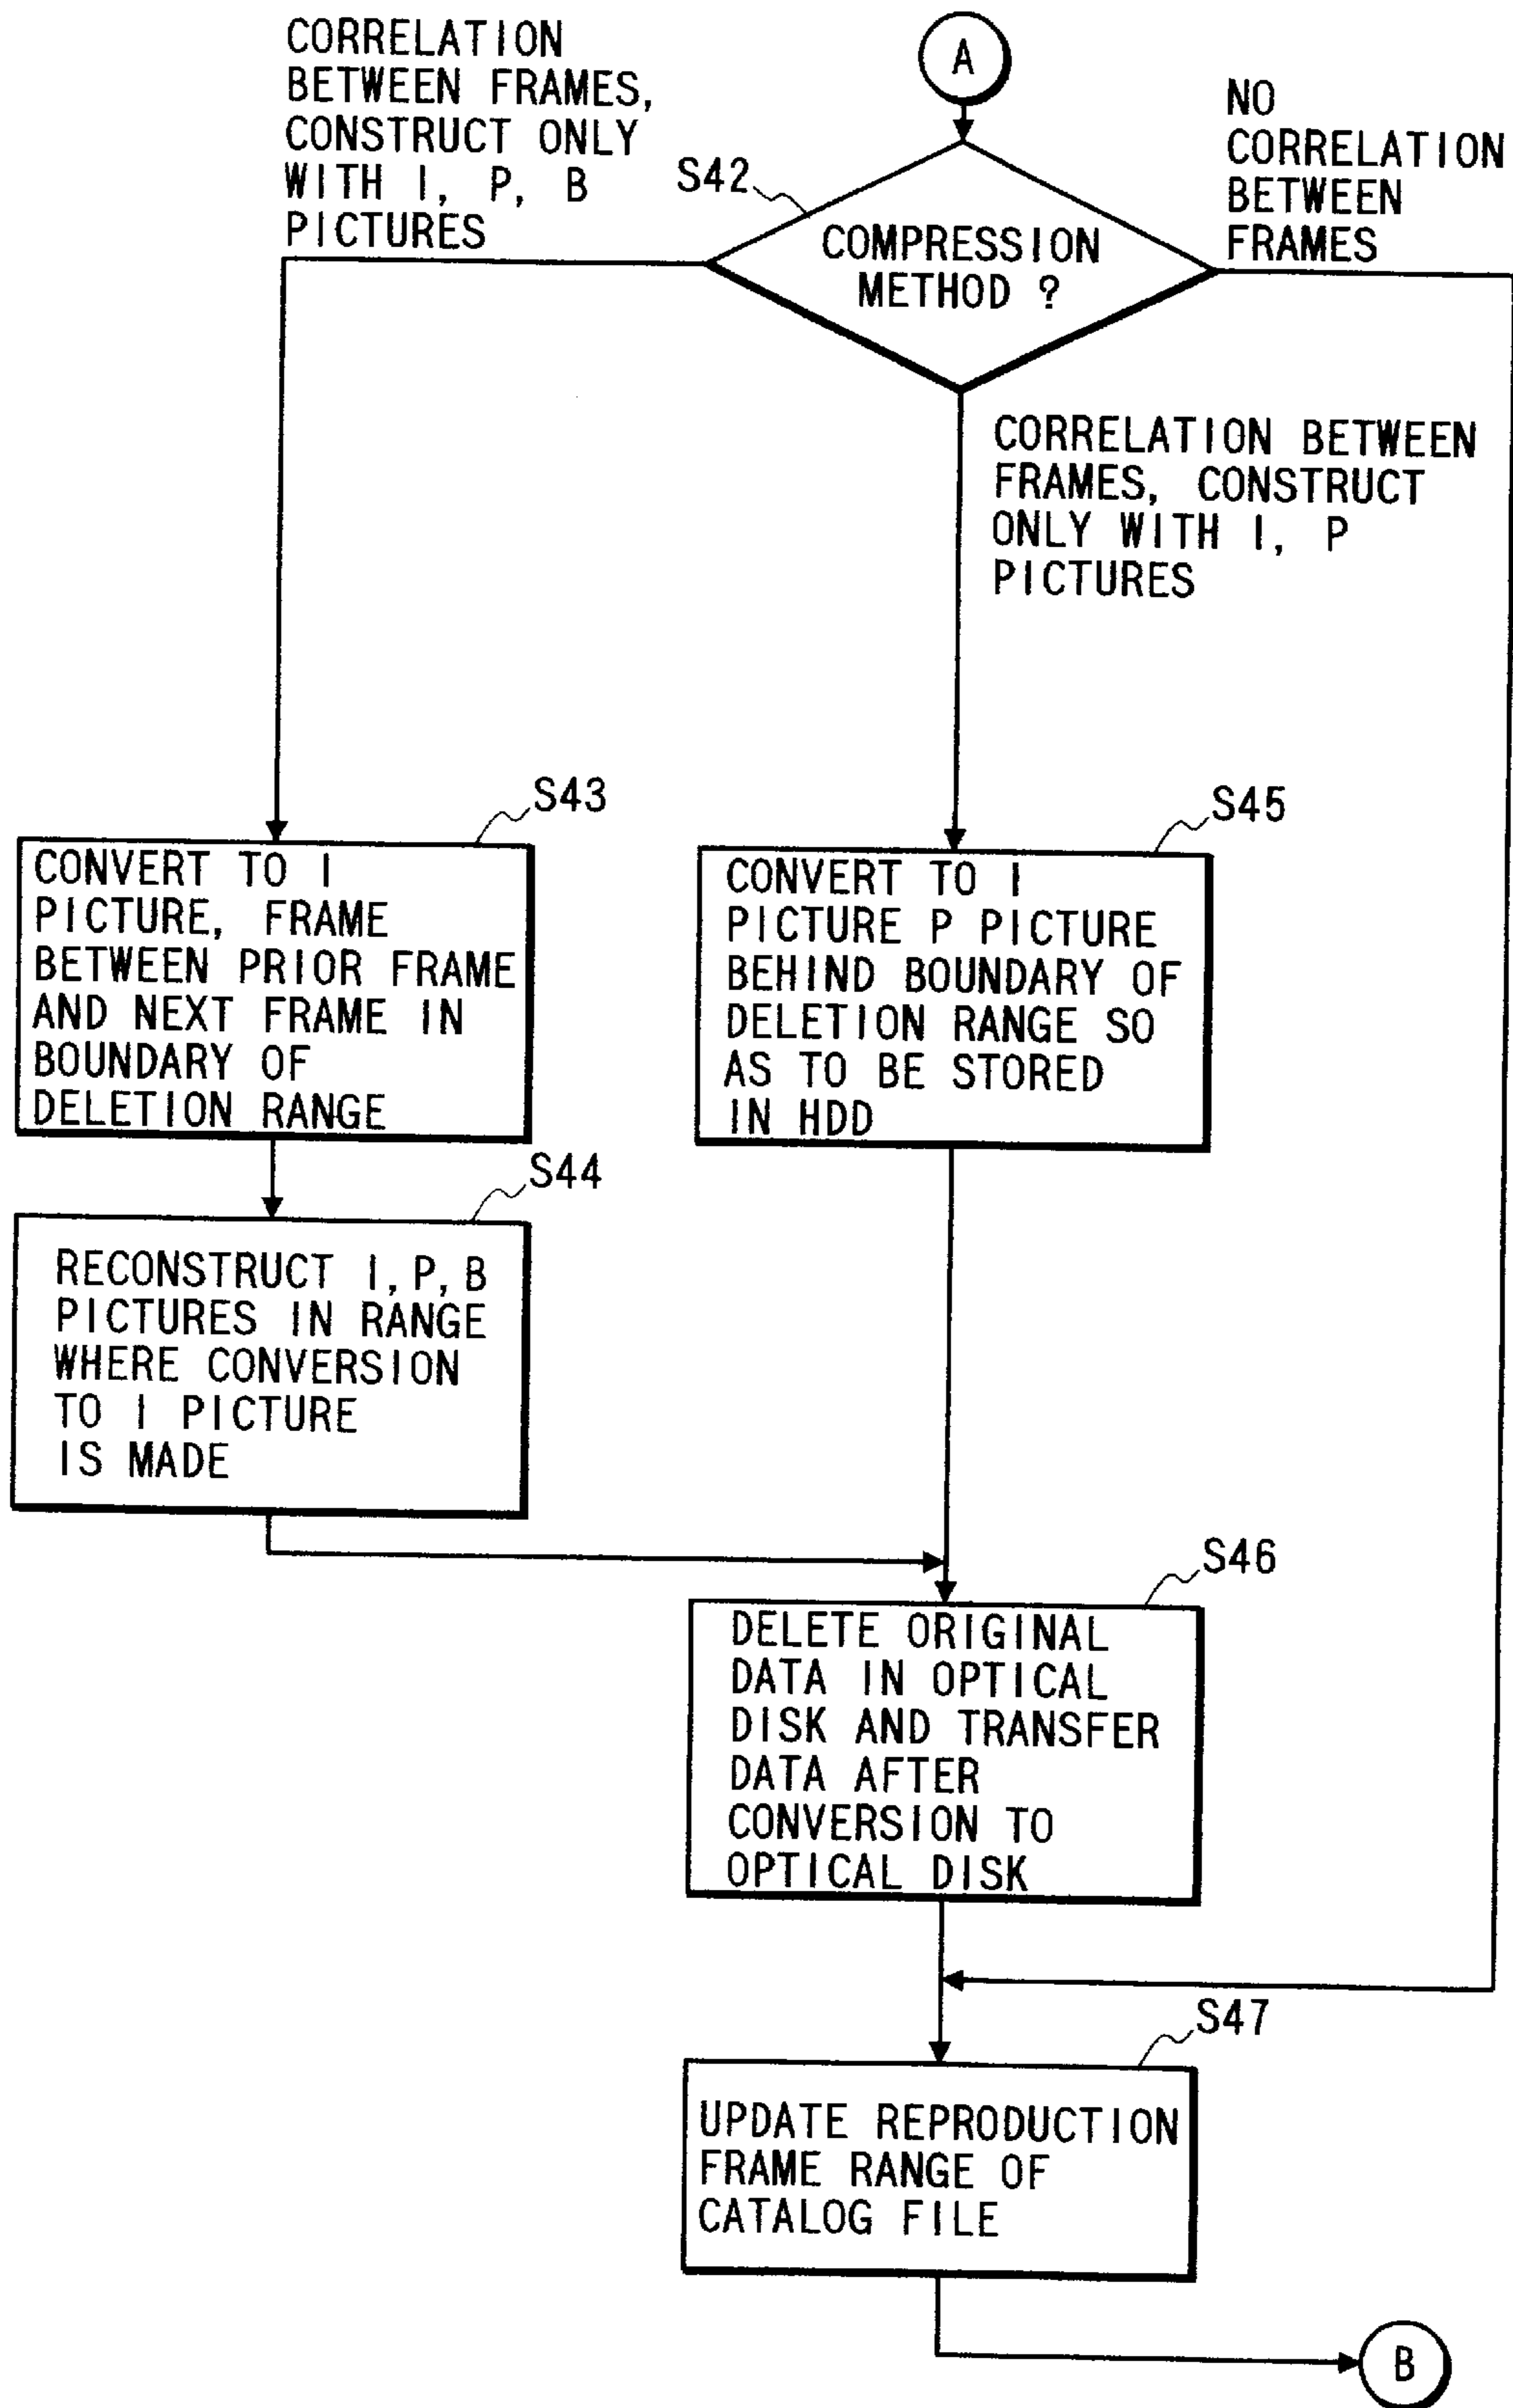 CORRELATION
BETWEEN FRAMES,
CONSTRUCT ONLY
WITH I, P, B
PICTURES
A
NO
CORRELATION
BETWEEN
FRAMES
S42
COMPRESSION
METHOD ?
CORRELATION BETWEEN
FRAMES, CONSTRUCT
ONLY WITH I, P
PICTURES
S43
CONVERT TO I
PICTURE, FRAME
BETWEEN PRIOR FRAME
AND NEXT FRAME IN
BOUNDARY OF
DELETION RANGE
S45
CONVERT TO I
PICTURE P PICTURE
BEHIND BOUNDARY OF
DELETION RANGE SO
AS TO BE STORED
IN HDD
S44
RECONSTRUCT I, P, B
PICTURES IN RANGE
WHERE CONVERSION
TO I PICTURE
IS MADE
S46
DELETE ORIGINAL
DATA IN OPTICAL
DISK AND TRANSFER
DATA AFTER
CONVERSION TO
OPTICAL DISK
S47
UPDATE REPRODUCTION
FRAME RANGE OF
CATALOG FILE
B